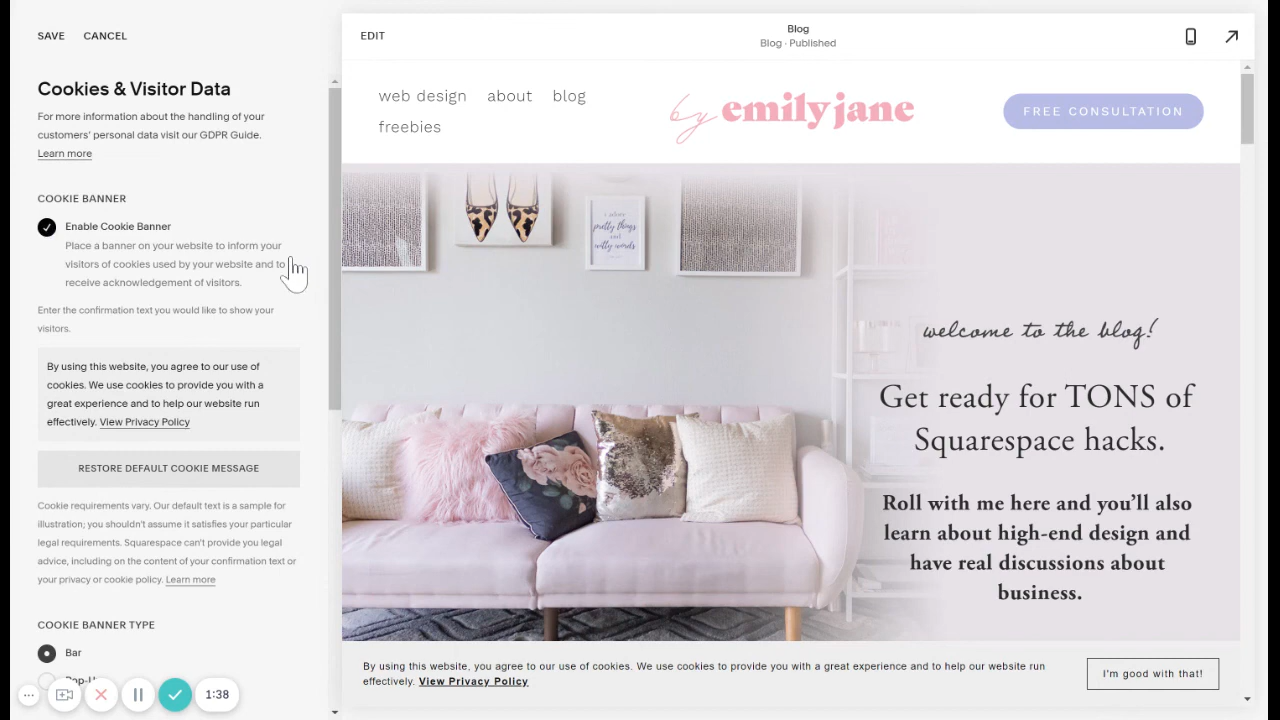 SAVE CANCEL
Cookies & Visitor Data
For more information about the handling of your
customers' personal data visit our GDPR Guide.
Learn more
COOKIE BANNER
Enable Cookie Banner
Place a banner on your website to inform your
visitors of cookies used by your website and to
receive acknowledgement of visitors.
Enter the confirmation text you would like to show your
visitors.
By using this website, you agree to our use of
cookies. We use cookies to provide you with a
great experience and to help our website run
effectively. View Privacy Policy
RESTORE DEFAULT COOKIE MESSAGE
Cookie requirements vary. Our default text is a sample for
illustration; you shouldn't assume it satisfies your particular
legal requirements. Squarespace can't provide you legal
advice, including on the content of your confirmation text or
your privacy or cookie policy. Learn more
COOKIE BANNER TYPE
Bar
1:38
EDIT
Blog
Blog · Published
web design about blog
freebies
by emily jane
FREE CONSULTATION
pretty things
and
witty words
welcome to the blog!
Get ready for TONS of
Squarespace hacks.
Roll with me here and you'll also
learn about high-end design and
have real discussions about
business.
By using this website, you agree to our use of cookies. We use cookies to provide you with a great experience and to help our website run
effectively. View Privacy Policy
I'm good with that!